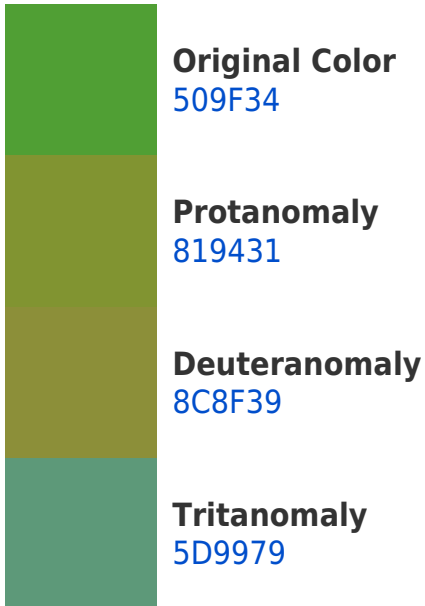 Original Color
509F34
Protanomaly
819431
Deuteranomaly
8C8F39
Tritanomaly
5D9979